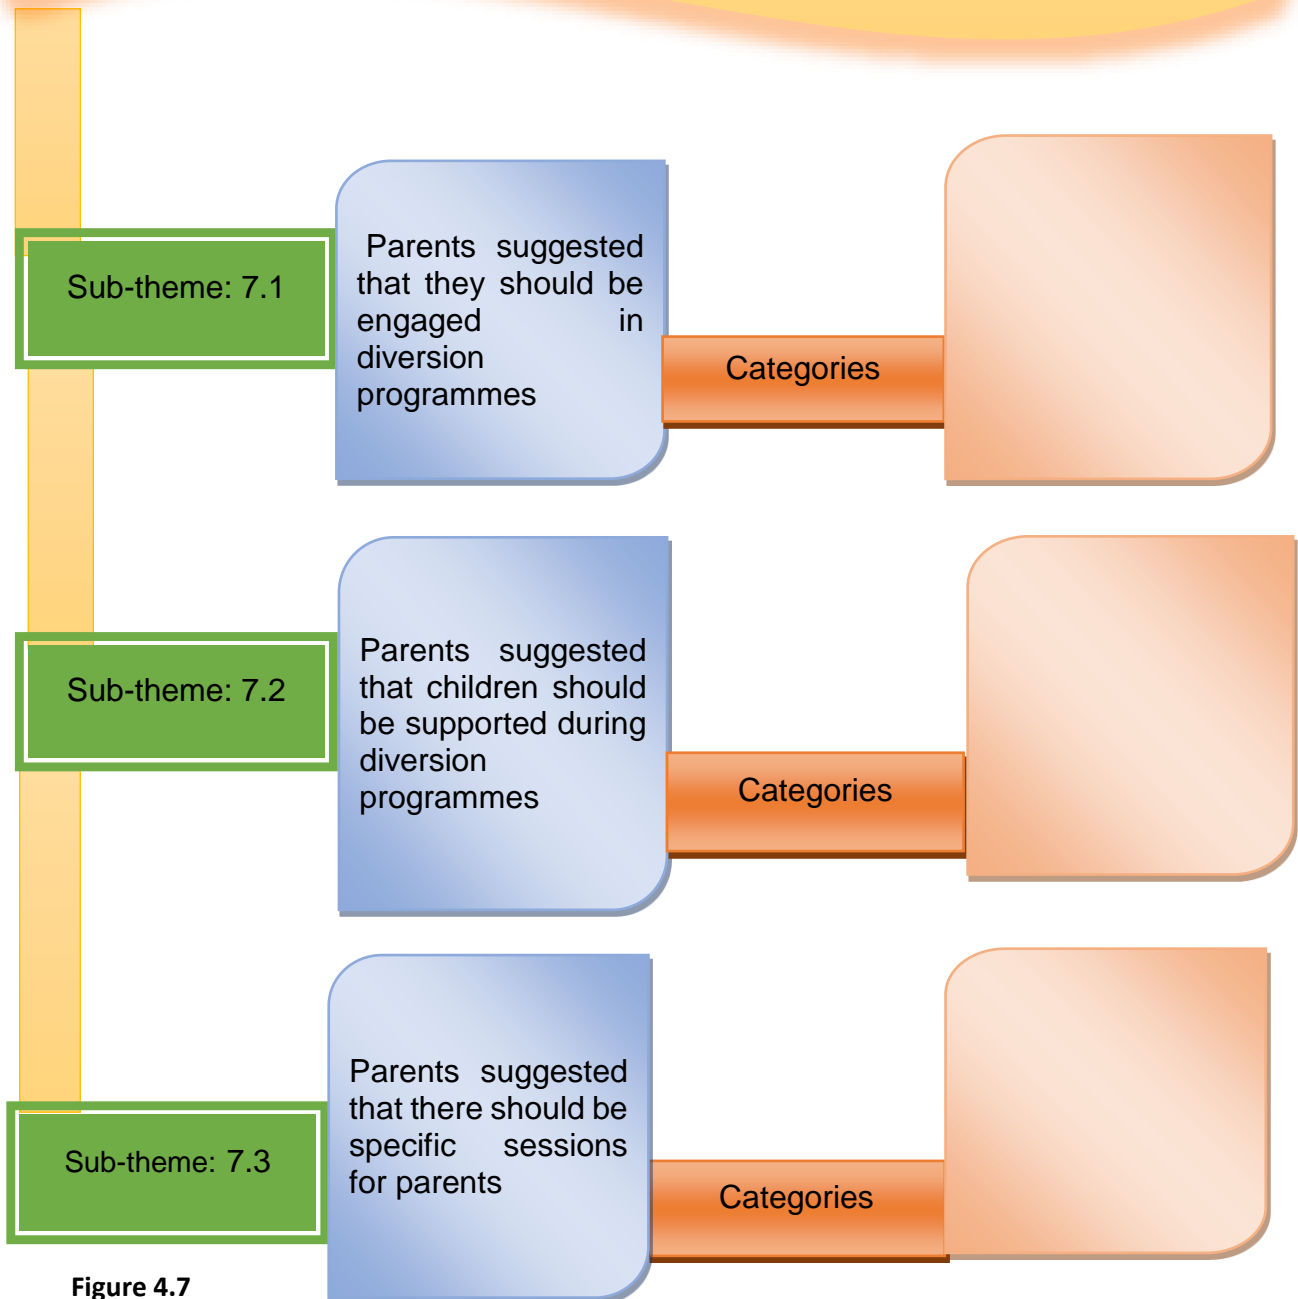 Sub-theme: 7.1
Parents suggested
that they should be
engaged in
diversion
programmes
Categories
Sub-theme: 7.2
Parents suggested
that children should
be supported during
diversion
programmes
Categories
Sub-theme: 7.3
Parents suggested
that there should be
specific sessions
for parents
Categories
Figure 4.7